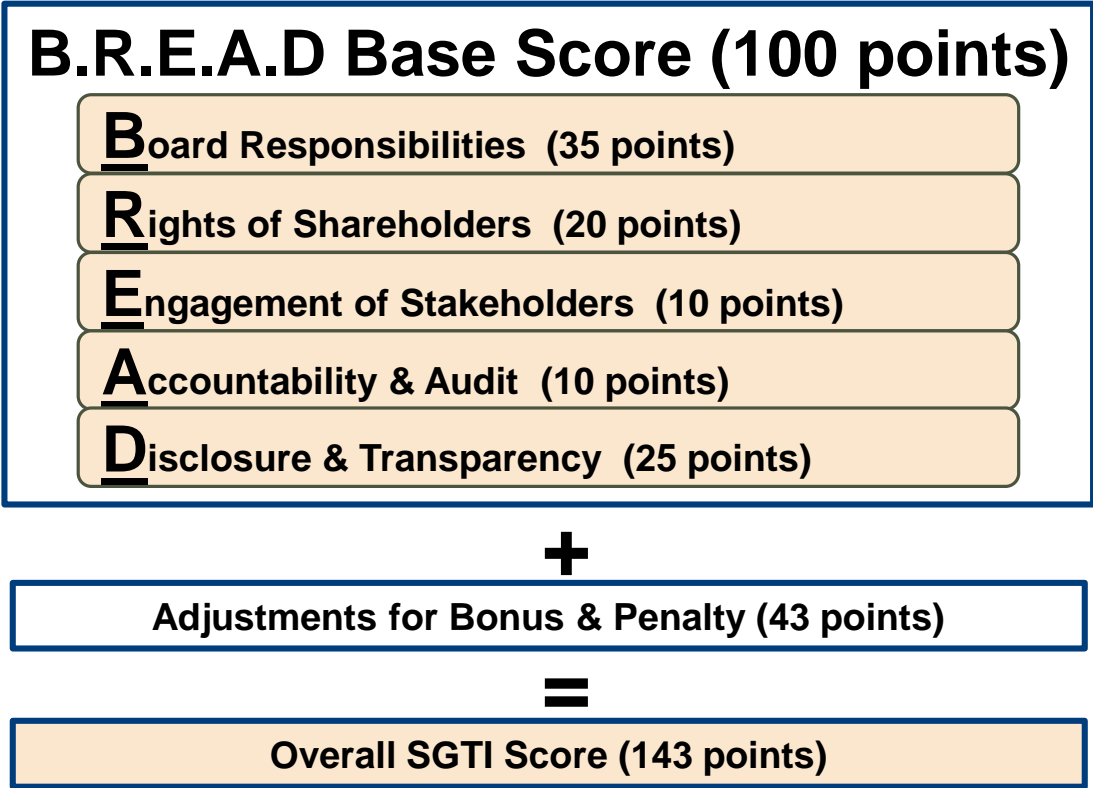 B.R.E.A.D Base Score (100 points)
Board Responsibilities (35 points)
Rights of Shareholders (20 points)
Engagement of Stakeholders (10 points)
Accountability & Audit (10 points)
Disclosure & Transparency (25 points)
+
Adjustments for Bonus & Penalty (43 points)
=
Overall SGTI Score (143 points)